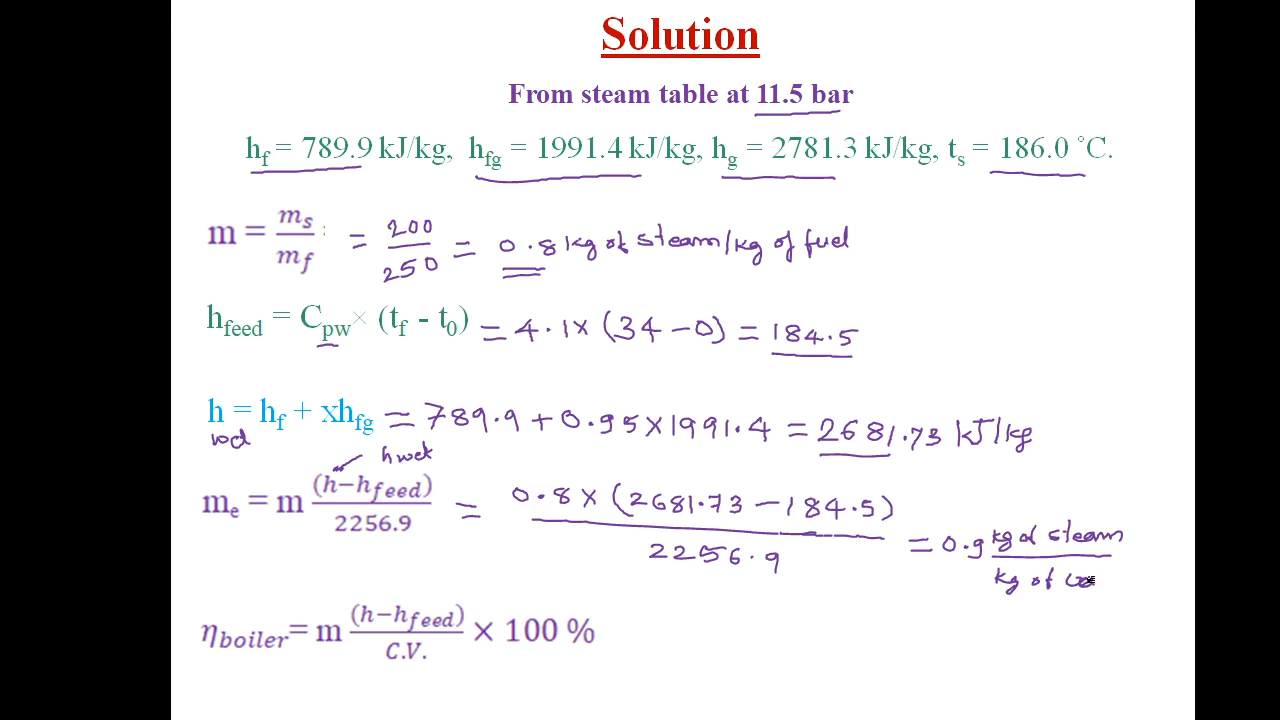 Solution
From steam table at 11.5 bar
hf = 789.9 kJ/kg, hfg = 1991.4 kJ/kg, hg = 2781.3 kJ/kg, ts = 186.0 °C.
m = ms/mf = 200/250 = 0.8 kg of steam/kg of fuel
hfeed = Cpw × (tf - t0) = 4.1 × (34 - 0) = 184.5
h = hf + xhfg = 789.9 + 0.95 × 1991.4 = 2681.73 kJ/kg
h wet
me = m (h-hfeed)/2256.9 = 0.8 × (2681.73 - 184.5)/2256.9 = 0.9 kg of steam/kg of
ηboiler = m (h-hfeed)/C.V. × 100 %